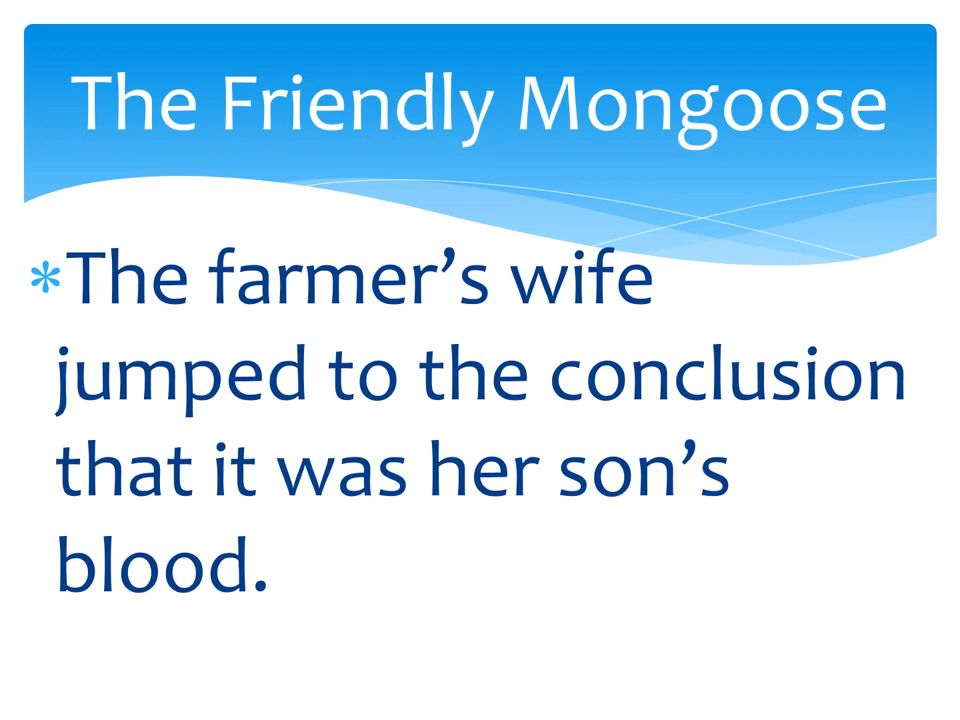 The Friendly Mongoose
*The farmer’s wife
jumped to the conclusion
that it was her son’s
blood.